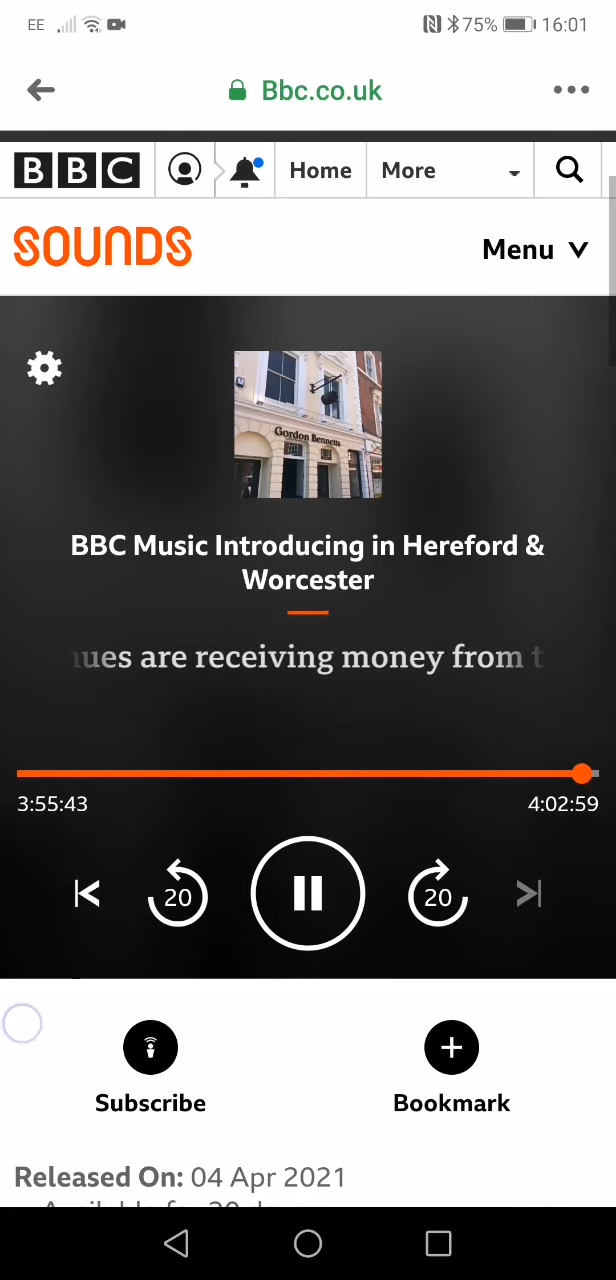 EE 75% 16:01
Bbc.co.uk
BBC Home More
SOUNDS Menu
Gordon Bennetts
BBC Music Introducing in Hereford &
Worcester
nues are receiving money from t
3:55:43 4:02:59
20 20
Subscribe Bookmark
Released On: 04 Apr 2021